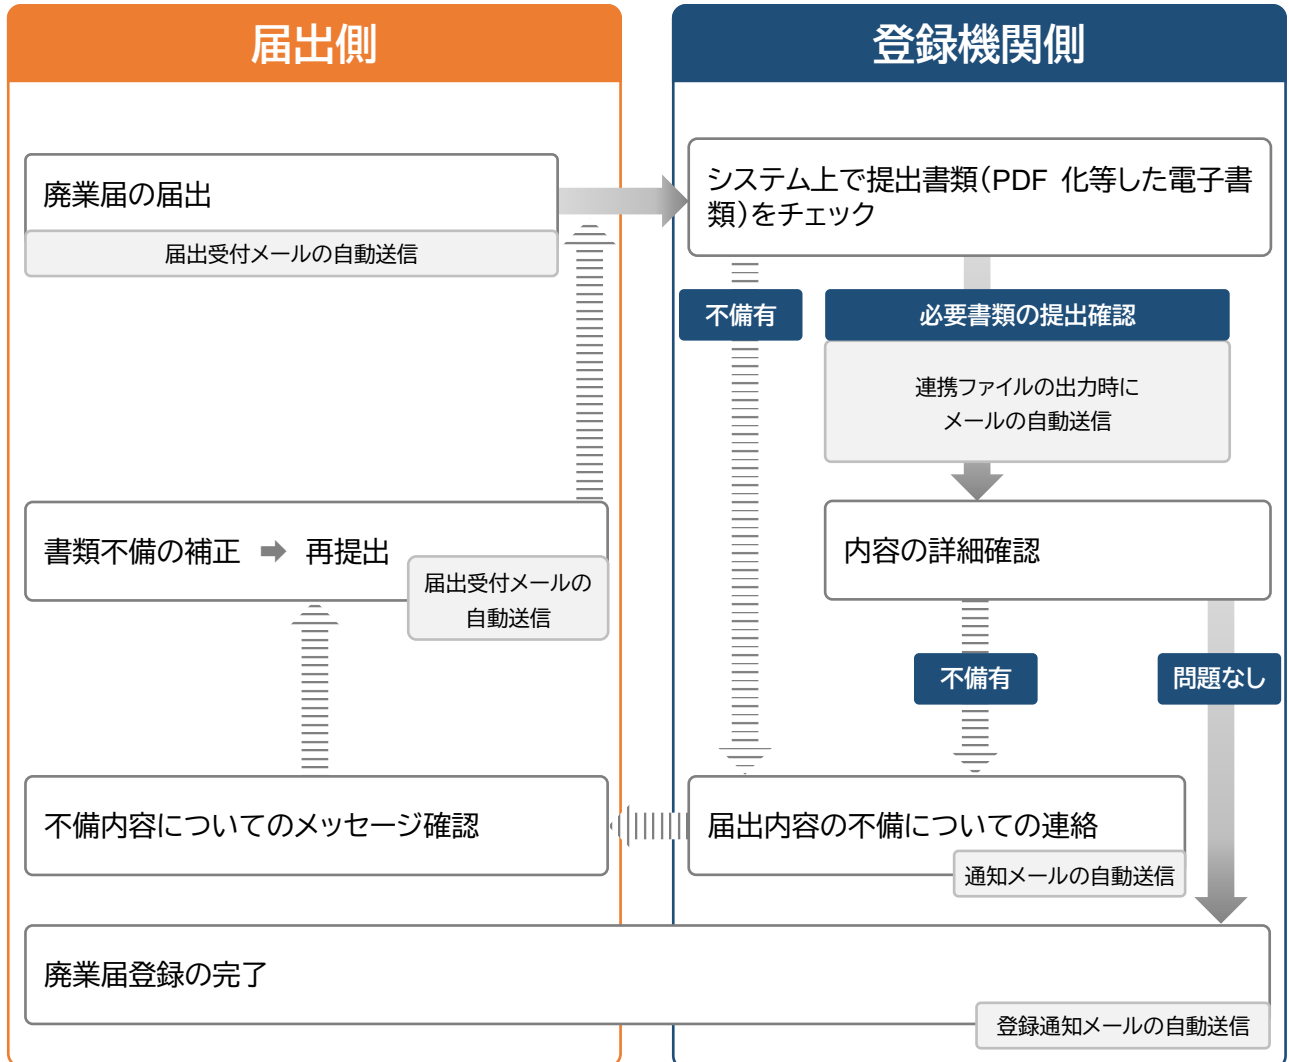 届出側
登録機関側
廃業届の届出
届出受付メールの自動送信
システム上で提出書類（PDF 化等した電子書
類）をチェック
不備有
必要書類の提出確認
連携ファイルの出力時に
メールの自動送信
書類不備の補正 ➡ 再提出
届出受付メールの
自動送信
内容の詳細確認
不備有
問題なし
不備内容についてのメッセージ確認
届出内容の不備についての連絡
通知メールの自動送信
廃業届登録の完了
登録通知メールの自動送信